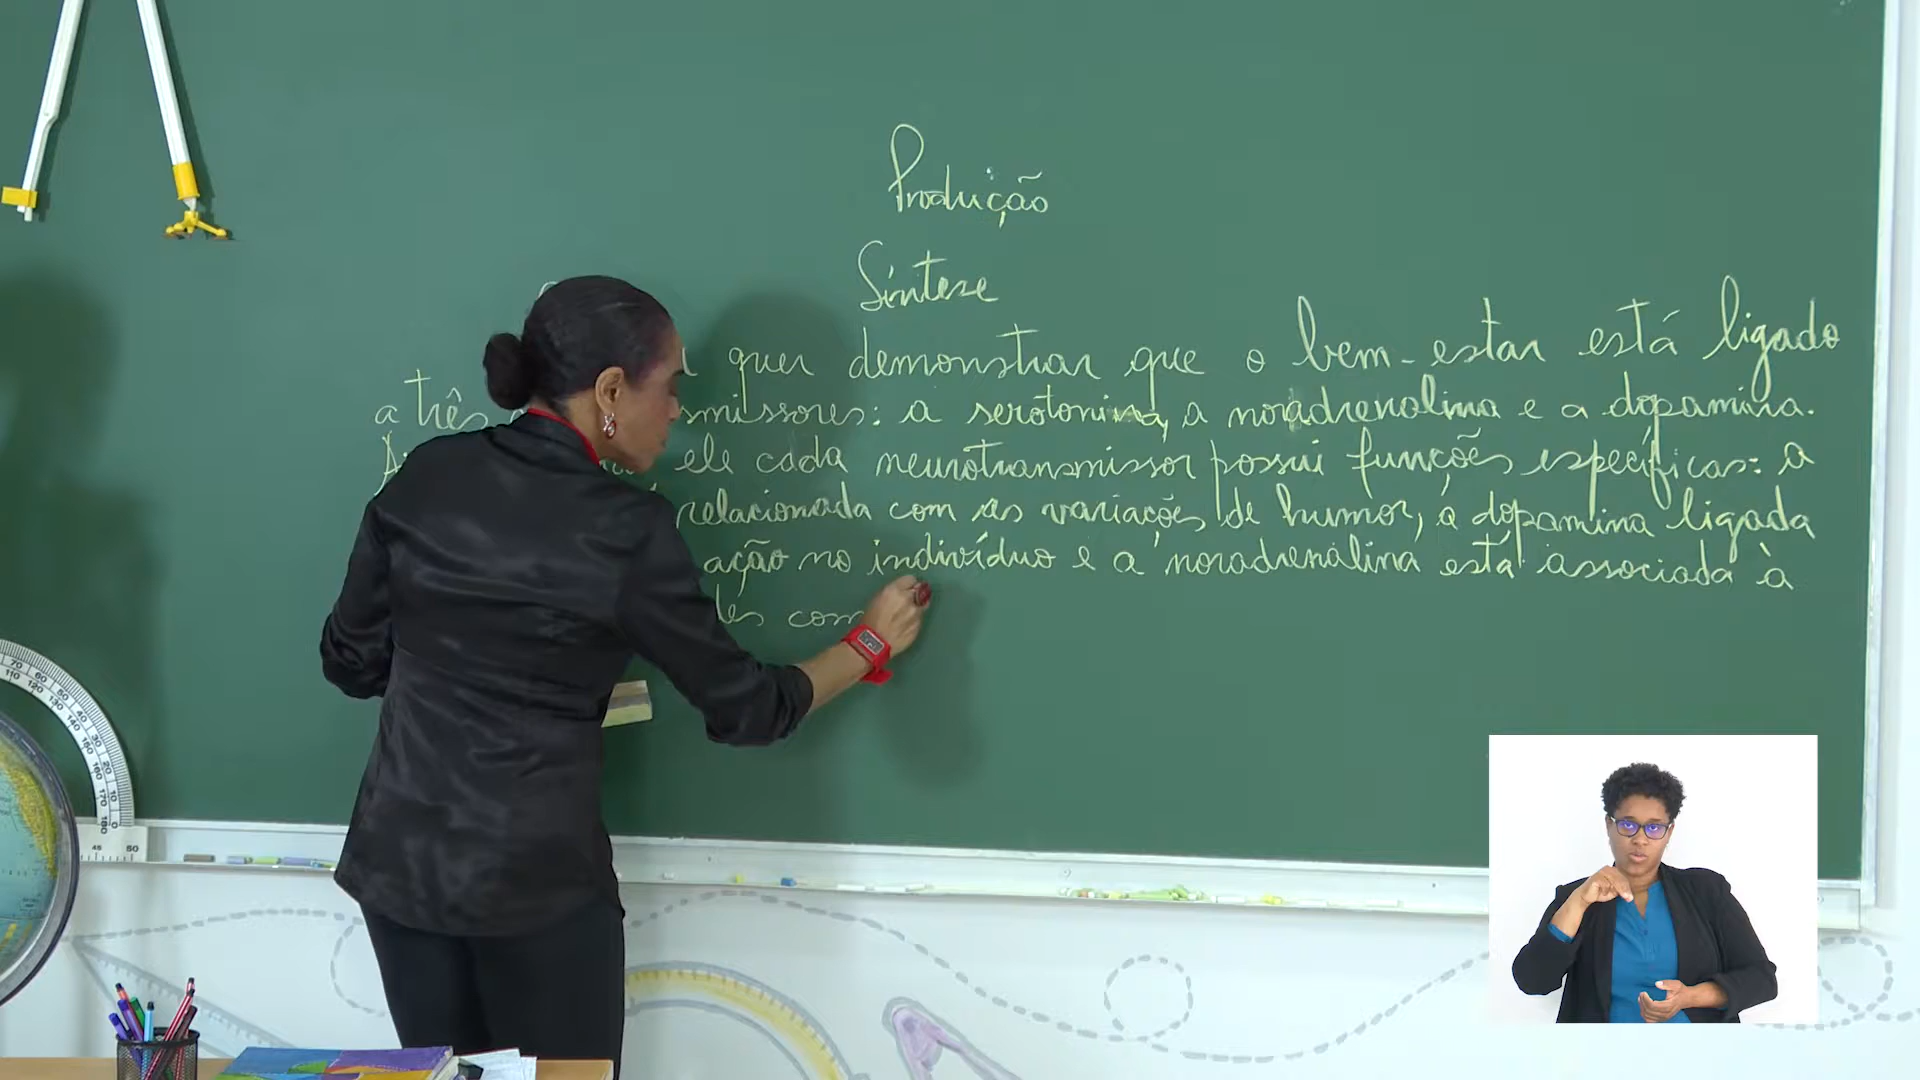 Produção
Síntese
quer demonstrar que o bem-estar está ligado
a três smissores: a serotonina, a noradrenalina e a dopamina.
ele cada neurotransmissor possui funções específicas: a
relacionada com as variações de humor, a dopamina ligada
ação no indivíduo e a noradrenalina está associada à
des com